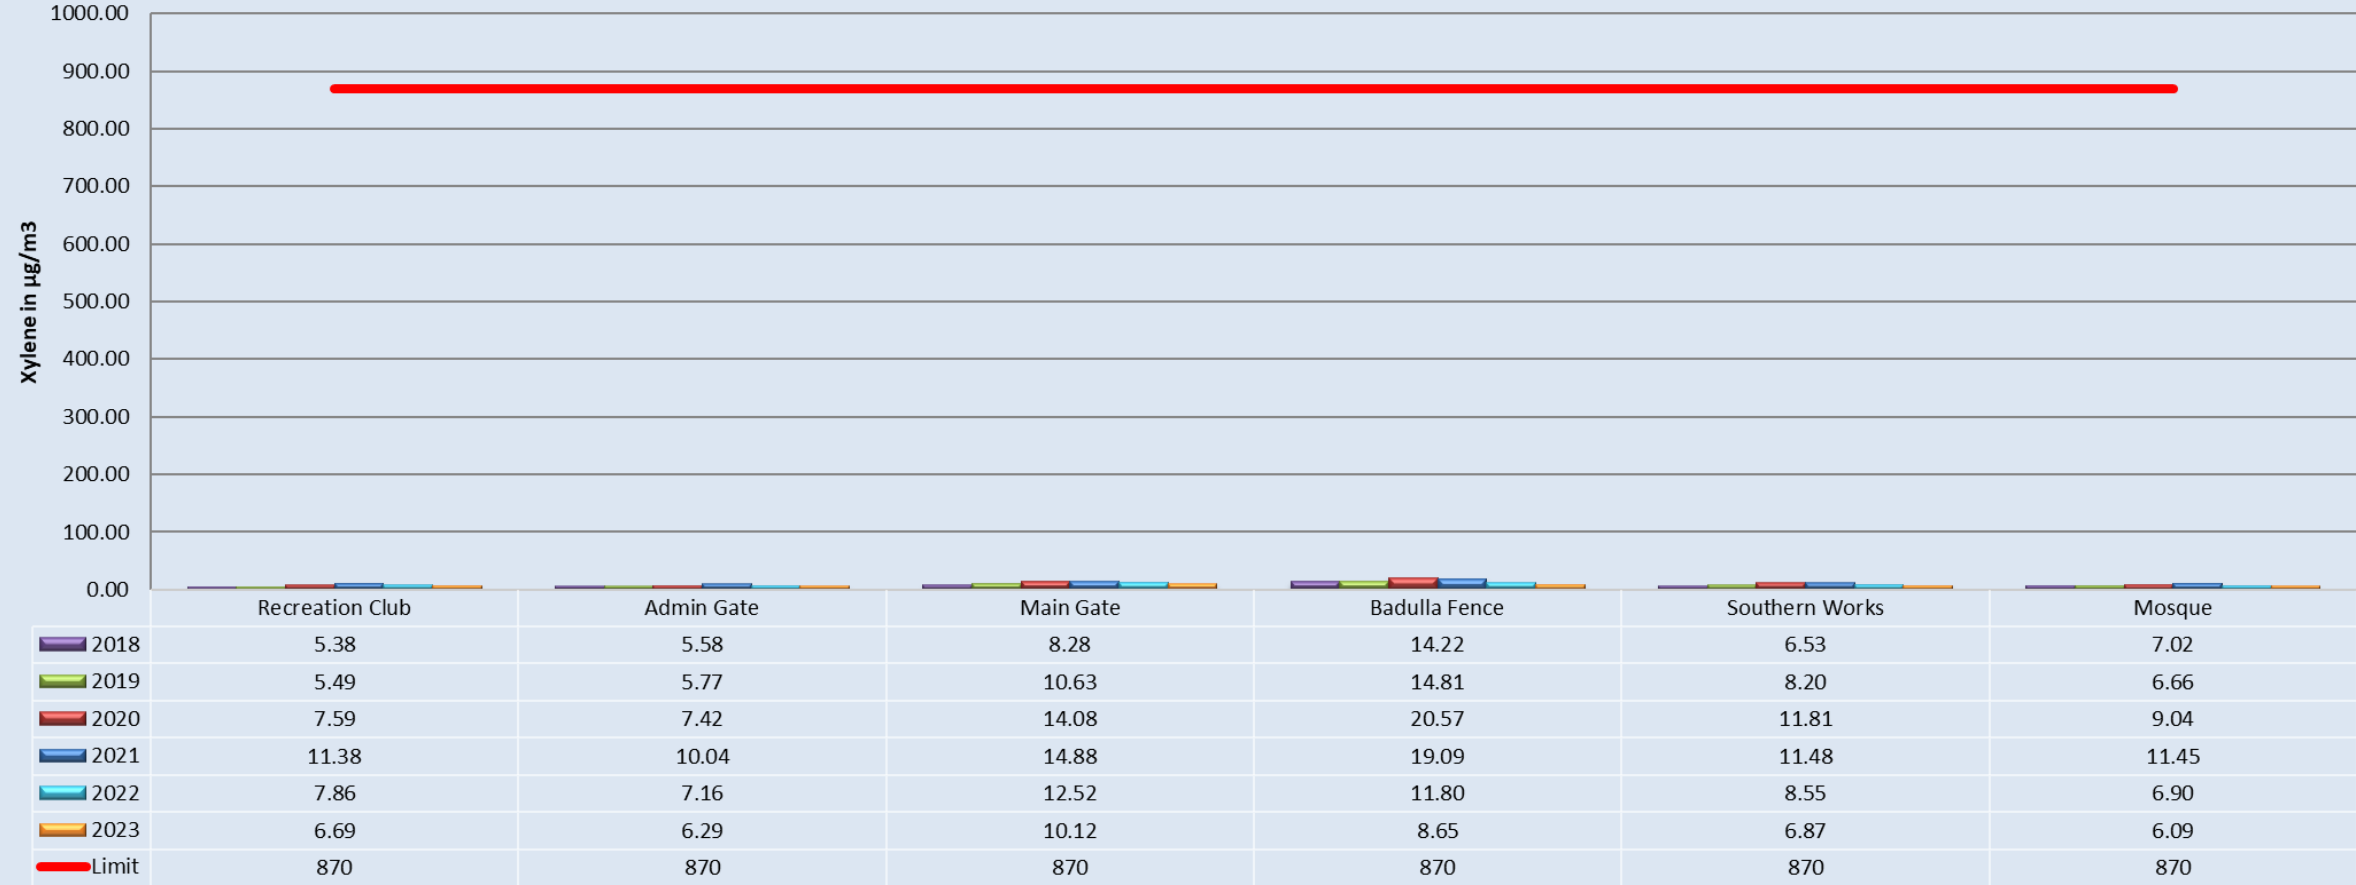 1000.00
900.00
800.00
700.00
600.00
500.00
400.00
300.00
200.00
100.00
0.00
Xylene in µg/m3
Recreation Club Admin Gate Main Gate Badulla Fence Southern Works Mosque
2018 5.38 5.58 8.28 14.22 6.53 7.02
2019 5.49 5.77 10.63 14.81 8.20 6.66
2020 7.59 7.42 14.08 20.57 11.81 9.04
2021 11.38 10.04 14.88 19.09 11.48 11.45
2022 7.86 7.16 12.52 11.80 8.55 6.90
2023 6.69 6.29 10.12 8.65 6.87 6.09
Limit 870 870 870 870 870 870